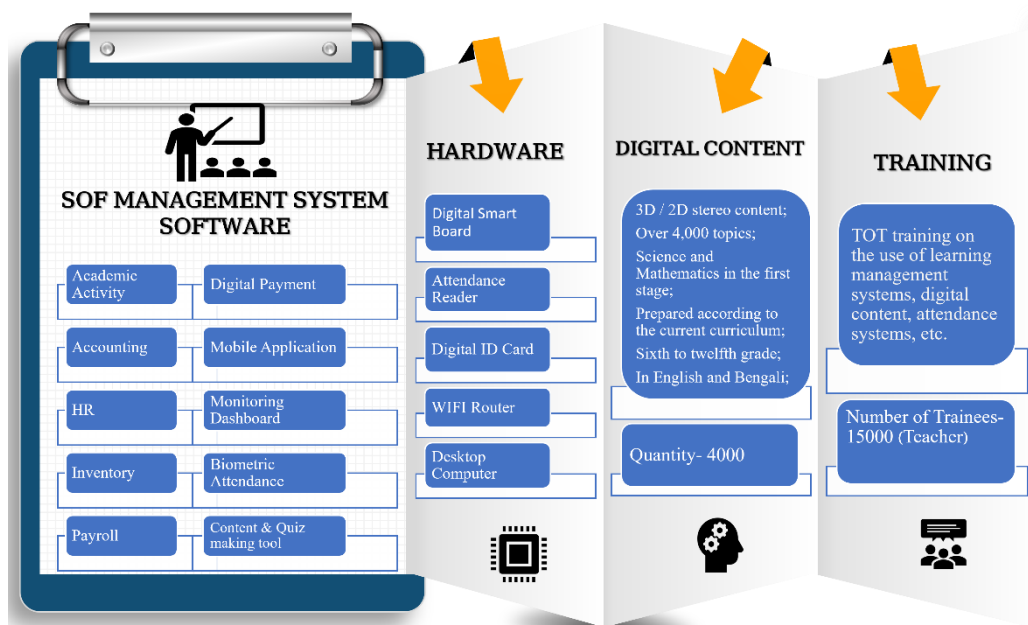 SOF MANAGEMENT SYSTEM
SOFTWARE
Academic
Activity
Digital Payment
Accounting
Mobile Application
HR
Monitoring
Dashboard
Inventory
Biometric
Attendance
Payroll
Content & Quiz
making tool
HARDWARE
Digital Smart
Board
Attendance
Reader
Digital ID Card
WIFI Router
Desktop
Computer
DIGITAL CONTENT
3D / 2D stereo content;
Over 4,000 topics;
Science and
Mathematics in the first
stage;
Prepared according to
the current curriculum;
Sixth to twelfth grade;
In English and Bengali;
Quantity- 4000
TRAINING
TOT training on
the use of learning
management
systems, digital
content, attendance
systems, etc.
Number of Trainees-
15000 (Teacher)